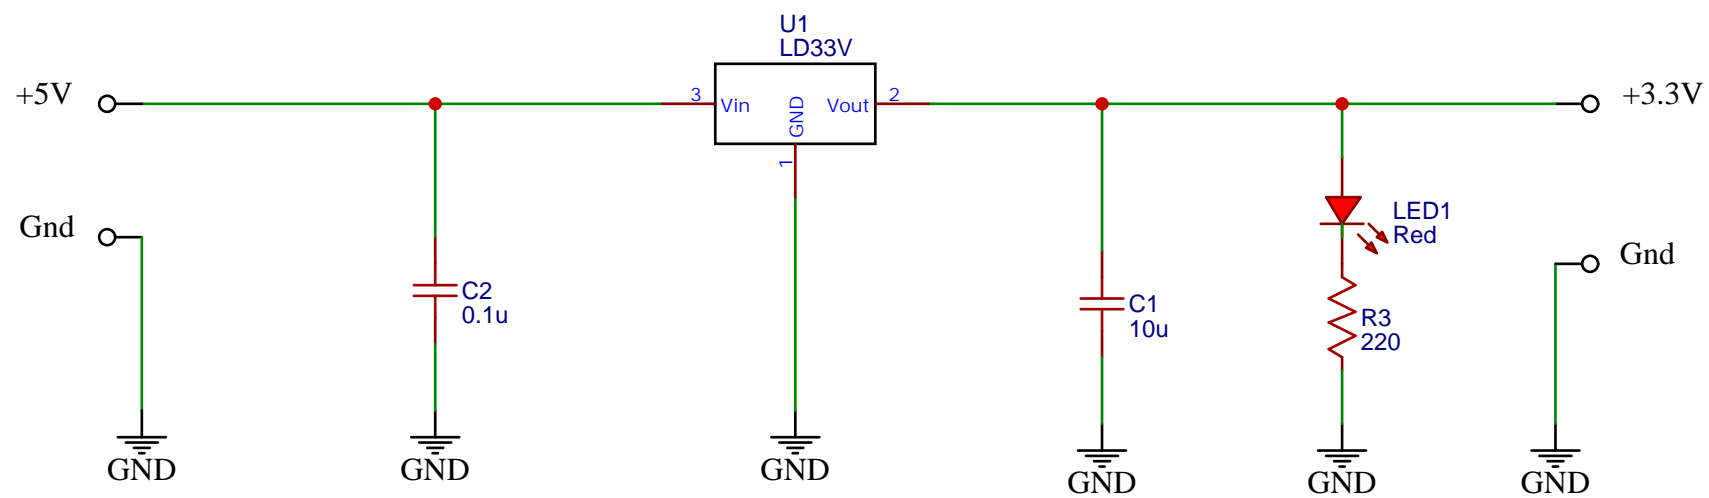 U1
LD33V
+5V
3
Vin
GND
Vout
2
+3.3V
1
Gnd
LED1
Red
Gnd
C2
0.1u
C1
10u
R3
220
GND
GND
GND
GND
GND
GND